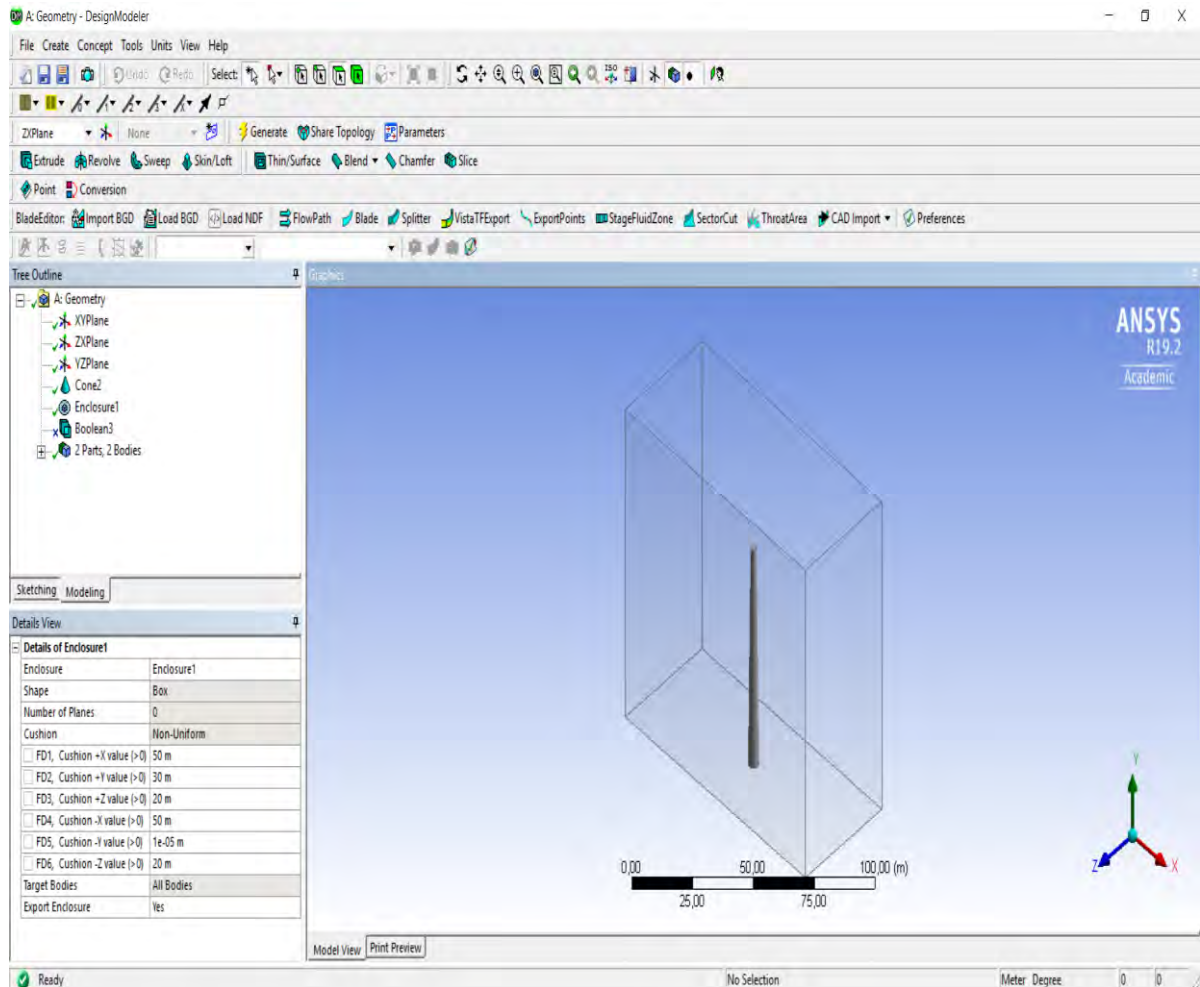 A: Geometry - DesignModeler
File Create Concept Tools Units View Help
Undo Redo Select:
ISO
ZXPlane None Generate Share Topology Parameters
Extrude Revolve Sweep Skin/Loft Thin/Surface Blend Chamfer Slice
Point Conversion
BladeEditor: Import BGD Load BGD Load NDF FlowPath Blade Splitter VistaTFExport ExportPoints StageFluidZone SectorCut ThroatArea CAD Import Preferences
Tree Outline
A: Geometry
XYPlane
ZXPlane
YZPlane
Cone2
Enclosure1
Boolean3
2 Parts, 2 Bodies
Sketching Modeling
Details View
Details of Enclosure1
Enclosure Enclosure1
Shape Box
Number of Planes 0
Cushion Non-Uniform
FD1, Cushion +X value (>0) 50 m
FD2, Cushion +Y value (>0) 30 m
FD3, Cushion +Z value (>0) 20 m
FD4, Cushion -X value (>0) 50 m
FD5, Cushion -Y value (>0) 1e-05 m
FD6, Cushion -Z value (>0) 20 m
Target Bodies All Bodies
Export Enclosure Yes
Graphics
ANSYS
R19.2
Academic
Y
Z
X
0,00 50,00 100,00 (m)
25,00 75,00
Model View Print Preview
Ready No Selection Meter Degree 0 0